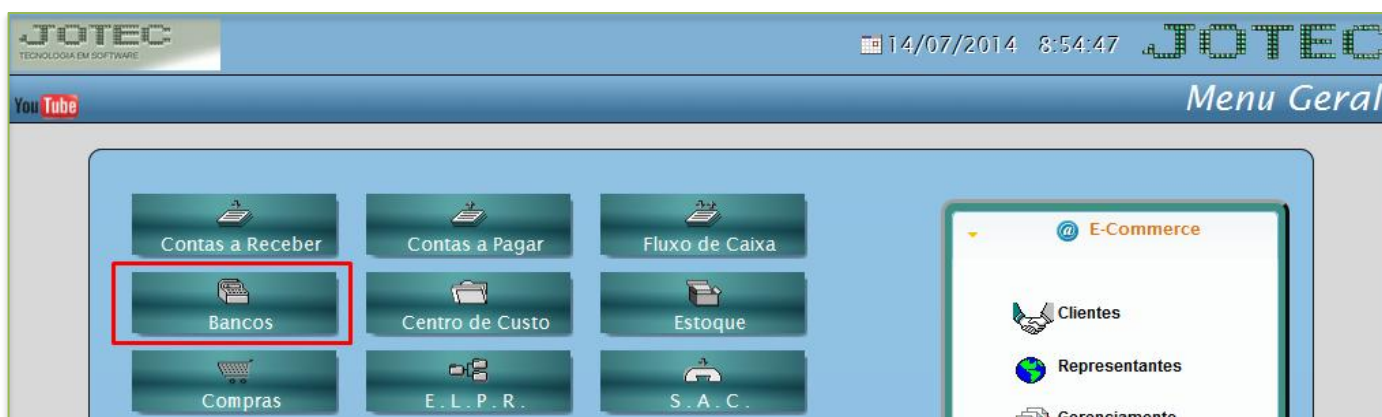 JOTEC
TECNOLOGIA EM SOFTWARE
14/07/2014 8:54:47
JOTEC
YouTube
Menu Geral
Contas a Receber
Contas a Pagar
Fluxo de Caixa
@ E-Commerce
Bancos
Centro de Custo
Estoque
Clientes
Representantes
Compras
E.L.P.R.
S.A.C.
Gerenciamento